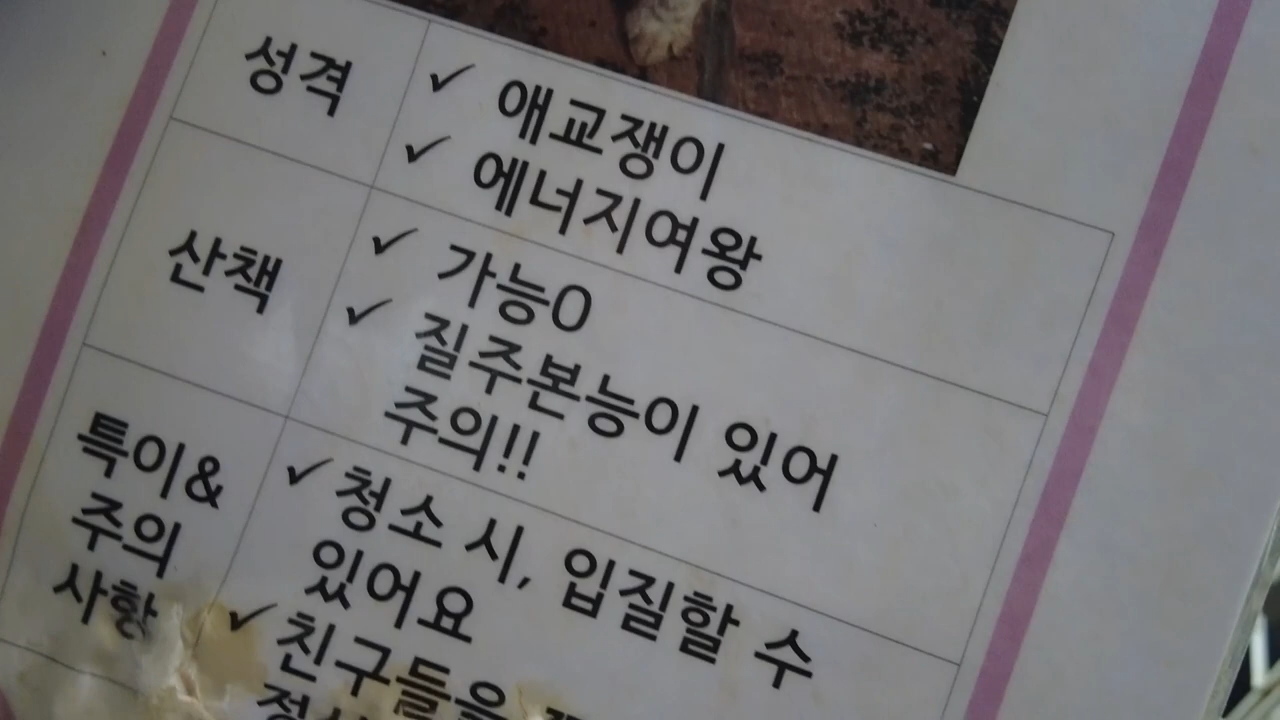 성격
✓ 애교쟁이
✓ 에너지여왕
산책
✓ 가능O
✓ 질주본능이 있어
주의!!
특이&
주의
사항
✓ 청소 시, 입질할 수
있어요
✓ 친구들을